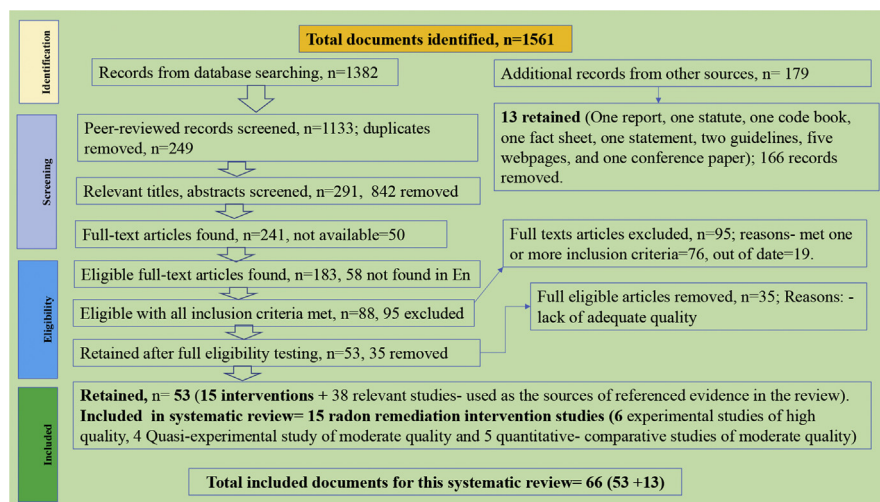 Total documents identified, n=1561
Identification
Records from database searching, n=1382
Additional records from other sources, n= 179
Peer-reviewed records screened, n=1133; duplicates
removed, n=249
13 retained (One report, one statute, one code book,
one fact sheet, one statement, two guidelines, five
webpages, and one conference paper); 166 records
removed.
Screening
Relevant titles, abstracts screened, n=291, 842 removed
Full-text articles found, n=241, not available=50
Full texts articles excluded, n=95; reasons- met one
or more inclusion criteria=76, out of date=19.
Eligibility
Eligible full-text articles found, n=183, 58 not found in En
Eligible with all inclusion criteria met, n=88, 95 excluded
Full eligible articles removed, n=35; Reasons: -
lack of adequate quality
Retained after full eligibility testing, n=53, 35 removed
Included
Retained, n= 53 (15 interventions + 38 relevant studies- used as the sources of referenced evidence in the review).
Included in systematic review= 15 radon remediation intervention studies (6 experimental studies of high
quality, 4 Quasi-experimental study of moderate quality and 5 quantitative- comparative studies of moderate quality)
Total included documents for this systematic review= 66 (53 +13)